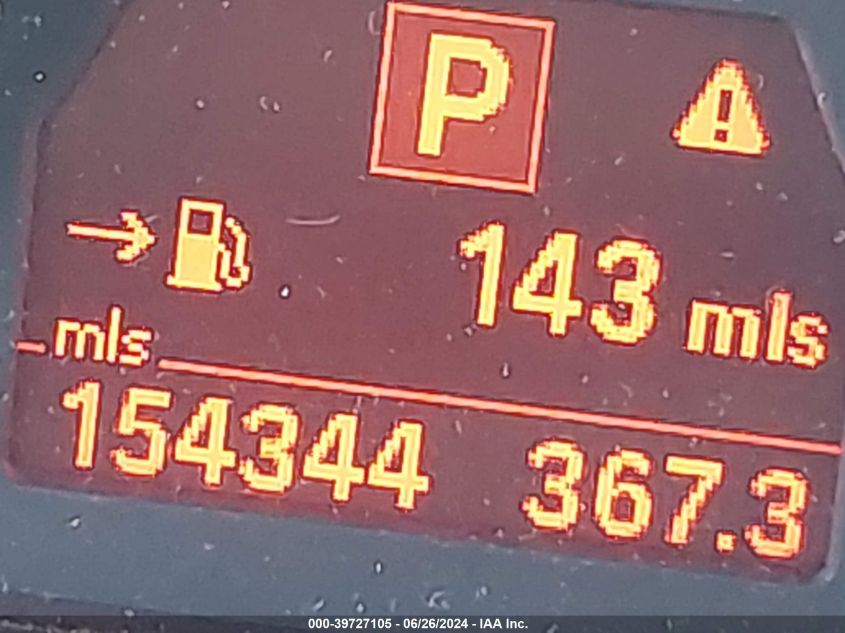 P
143 mls
mls
154344 367.3
000-39727105 - 06/26/2024 - IAA Inc.